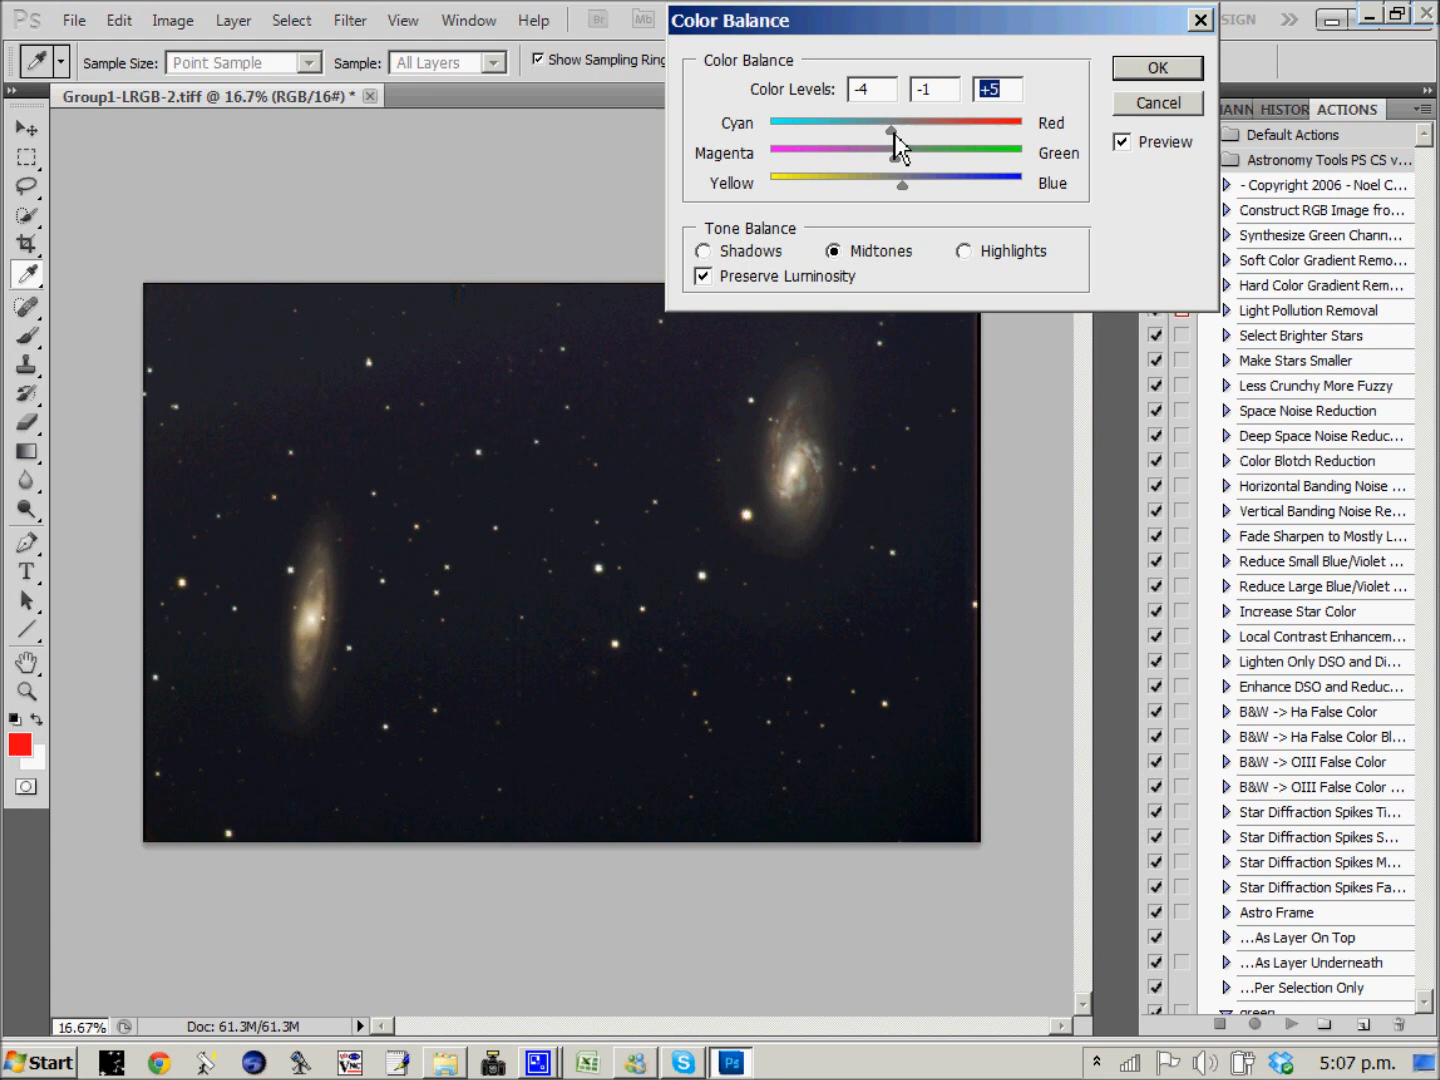 Ps File Edit Image Layer Select Filter View Window Help Br Mb
Color Balance
SIGN
Sample Size: Point Sample Sample: All Layers Show Sampling Ring
Group1-LRGB-2.tiff @ 16.7% (RGB/16#) *
Color Balance
Color Levels: -4 -1 +5
Cyan Red
Magenta Green
Yellow Blue
OK
Cancel
Preview
Tone Balance
Shadows Midtones Highlights
Preserve Luminosity
HISTOR ACTIONS
Default Actions
Astronomy Tools PS CS v...
- Copyright 2006 - Noel C...
Construct RGB Image fro...
Synthesize Green Chann...
Soft Color Gradient Remo...
Hard Color Gradient Rem...
Light Pollution Removal
Select Brighter Stars
Make Stars Smaller
Less Crunchy More Fuzzy
Space Noise Reduction
Deep Space Noise Reduc...
Color Blotch Reduction
Horizontal Banding Noise ...
Vertical Banding Noise Re...
Fade Sharpen to Mostly L...
Reduce Small Blue/Violet ...
Reduce Large Blue/Violet ...
Increase Star Color
Local Contrast Enhancem...
Lighten Only DSO and Di...
Enhance DSO and Reduc...
B&W -> Ha False Color
B&W -> Ha False Color Bl...
B&W -> OIII False Color
B&W -> OIII False Color ...
Star Diffraction Spikes Ti...
Star Diffraction Spikes S...
Star Diffraction Spikes M...
Star Diffraction Spikes Fa...
Astro Frame
...As Layer On Top
...As Layer Underneath
...Per Selection Only
green
16.67% Doc: 61.3M/61.3M
Start VNC Ps 5:07 p.m.